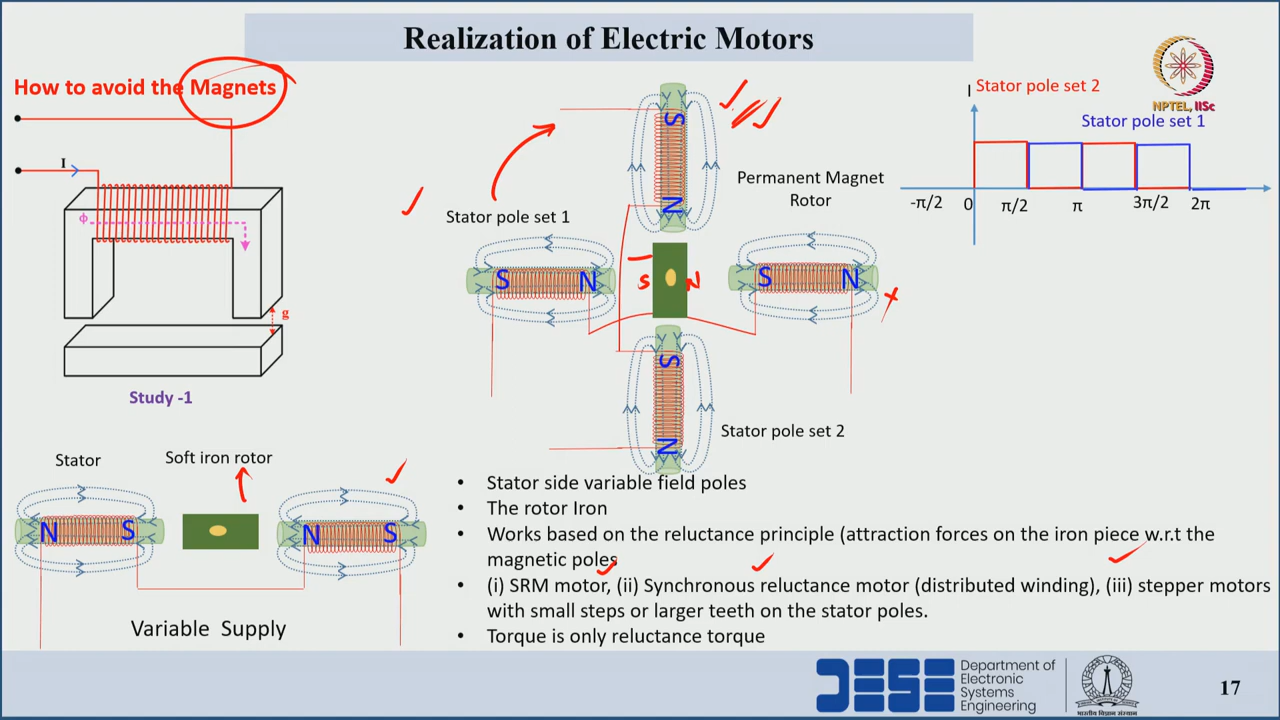 Realization of Electric Motors
How to avoid the Magnets
I
ϕ
g
Study -1
Stator
Soft iron rotor
N
S
N
S
Variable Supply
Stator pole set 1
S
N
S
N
S N
Permanent Magnet
Rotor
S
N
S
N
Stator pole set 2
I
Stator pole set 2
Stator pole set 1
-π/2
0
π/2
π
3π/2
2π
NPTEL, IISc
• Stator side variable field poles
• The rotor Iron
• Works based on the reluctance principle (attraction forces on the iron piece w.r.t the
magnetic poles
• (i) SRM motor, (ii) Synchronous reluctance motor (distributed winding), (iii) stepper motors
with small steps or larger teeth on the stator poles.
• Torque is only reluctance torque
DESE
Department of
Electronic
Systems
Engineering
भारतीय विज्ञान संस्थान
17